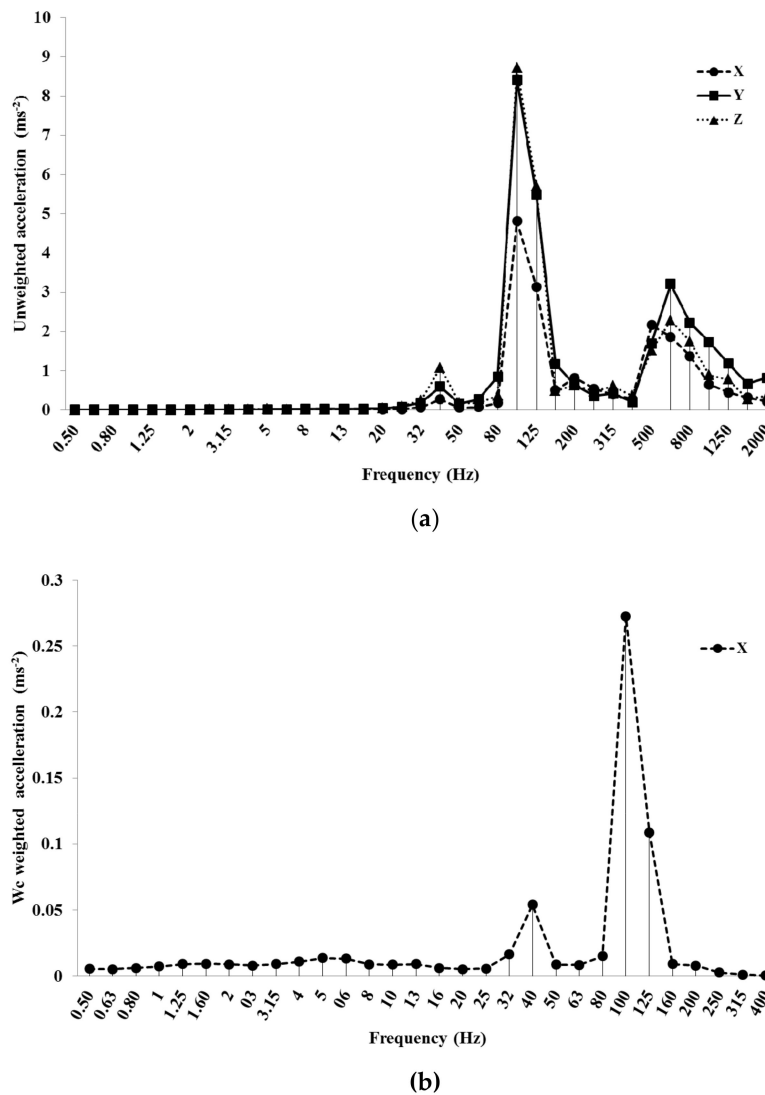 10
9
8
7
6
5
4
3
2
1
0
Unweighted acceleration (ms-2)
X
Y
Z
0.50 0.80 1.25 2 3.15 5 8 13 20 32 50 80 125 200 315 500 800 1250 2000
Frequency (Hz)
(a)
0.3
0.25
0.2
0.15
0.1
0.05
0
Wc weighted accelleration (ms-2)
X
0.50 0.63 0.80 1 1.25 1.60 2 03 3.15 4 5 06 8 10 13 16 20 25 32 40 50 63 80 100 125 160 200 250 315 400
Frequency (Hz)
(b)